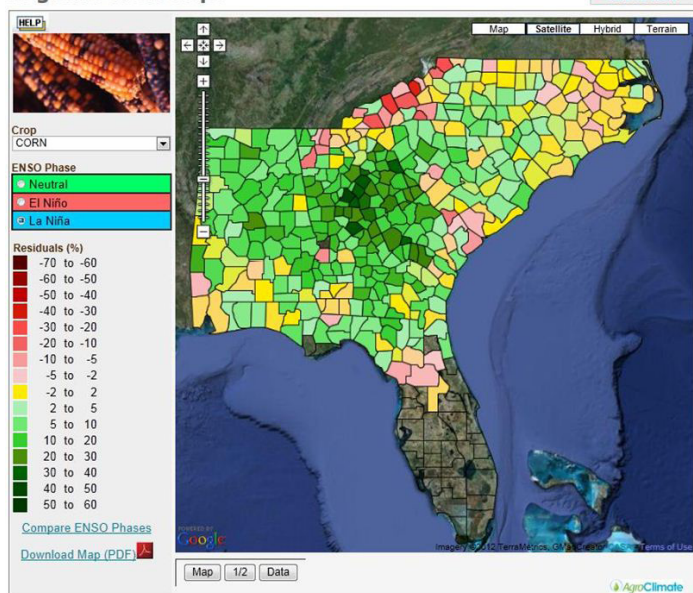 HELP
Map Satellite Hybrid Terrain
Crop
CORN
ENSO Phase
Neutral
El Niño
La Niña
Residuals (%)
-70 to -60
-60 to -50
-50 to -40
-40 to -30
-30 to -20
-20 to -10
-10 to -5
-5 to -2
-2 to 2
2 to 5
5 to 10
10 to 20
20 to 30
30 to 40
40 to 50
50 to 60
Compare ENSO Phases
Download Map (PDF)
POWERED BY
Google
Imagery ©2012 TerraMetrics, Terms of Use
Map 1/2 Data
AgroClimate